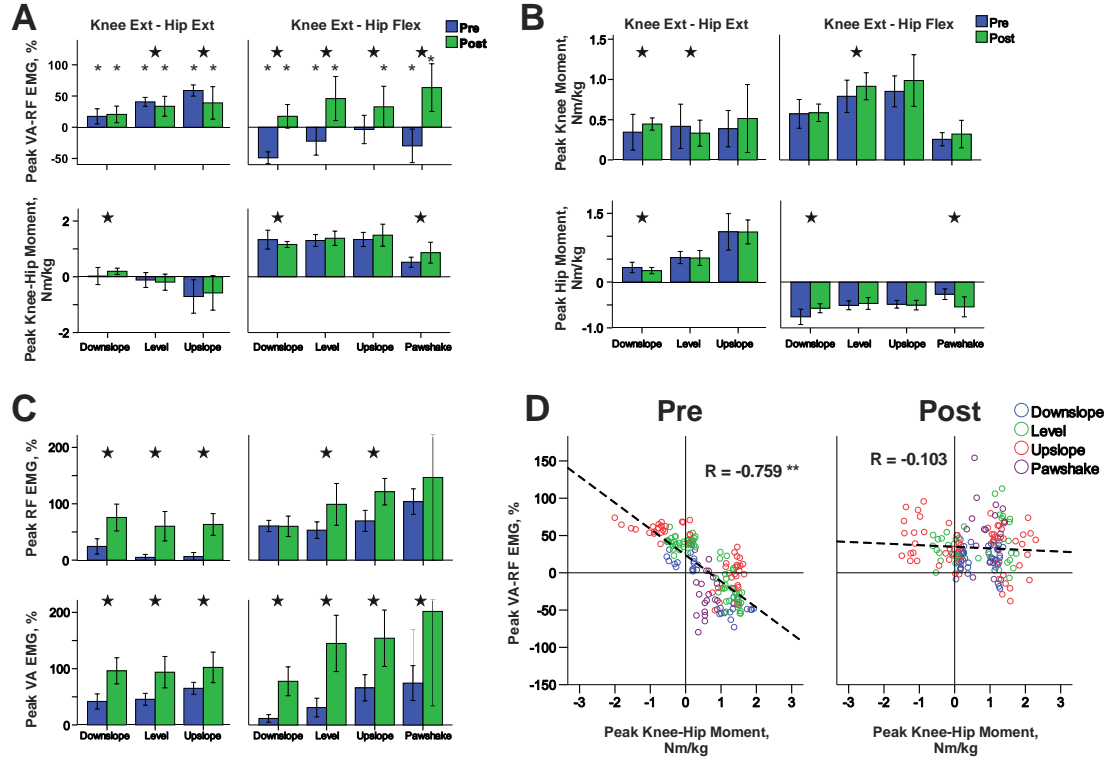 A
Knee Ext - Hip Ext
Knee Ext - Hip Flex
Pre
Post
Peak VA-RF EMG, %
100
50
0
-50
Peak Knee-Hip Moment,
Nm/kg
2
0
-2
Downslope
Level
Upslope
Downslope
Level
Upslope
Pawshake
B
Knee Ext - Hip Ext
Knee Ext - Hip Flex
Pre
Post
Peak Knee Moment,
Nm/kg
1.5
1.0
0.5
0
Peak Hip Moment,
Nm/kg
1.5
0
-1.0
Downslope
Level
Upslope
Downslope
Level
Upslope
Pawshake
C
Peak RF EMG, %
200
100
0
Peak VA EMG, %
200
100
0
Downslope
Level
Upslope
Downslope
Level
Upslope
Pawshake
D
Pre
Post
Downslope
Level
Upslope
Pawshake
R = -0.759 **
R = -0.103
Peak VA-RF EMG, %
150
100
50
0
-50
-100
-150
-3 -2 -1 0 1 2 3
-3 -2 -1 0 1 2 3
Peak Knee-Hip Moment,
Nm/kg
Peak Knee-Hip Moment,
Nm/kg